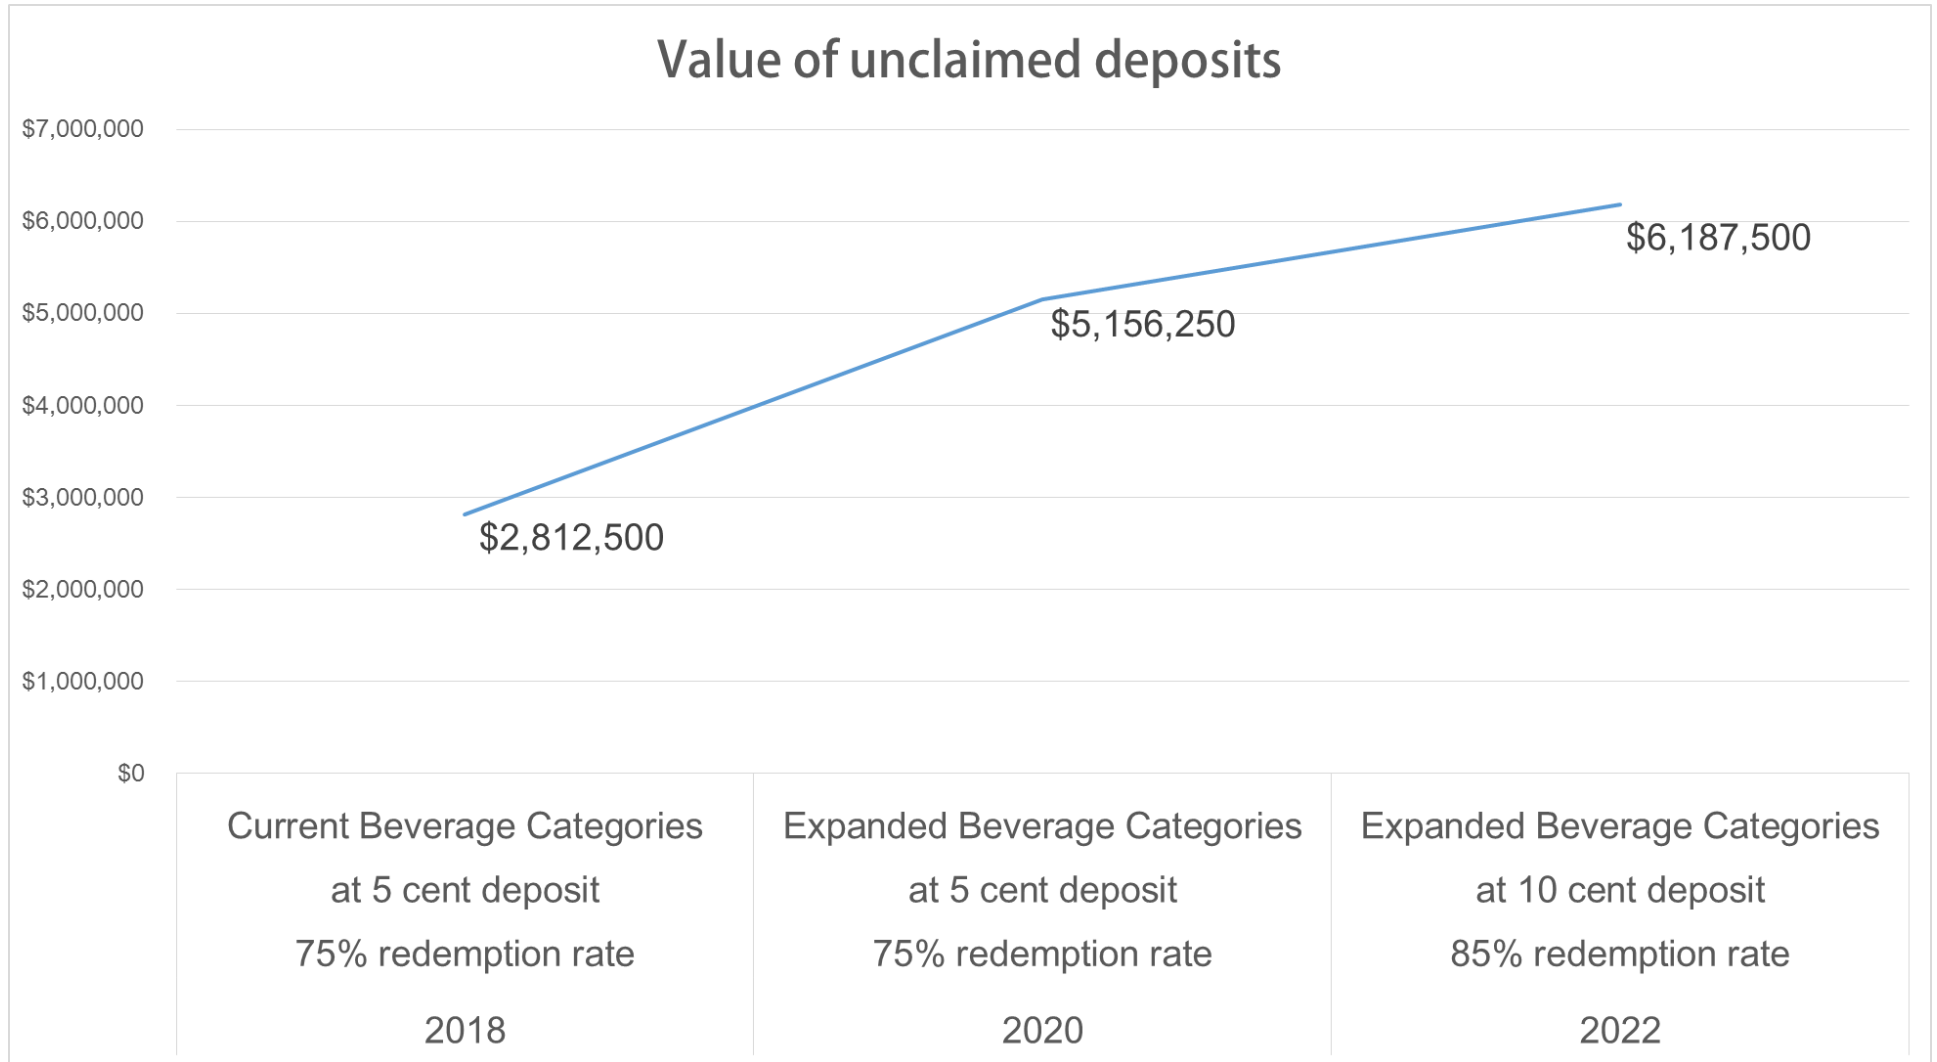 Value of unclaimed deposits
$7,000,000
$6,000,000
$5,000,000
$4,000,000
$3,000,000
$2,000,000
$1,000,000
$0
$2,812,500
$5,156,250
$6,187,500
Current Beverage Categories
at 5 cent deposit
75% redemption rate
2018
Expanded Beverage Categories
at 5 cent deposit
75% redemption rate
2020
Expanded Beverage Categories
at 10 cent deposit
85% redemption rate
2022